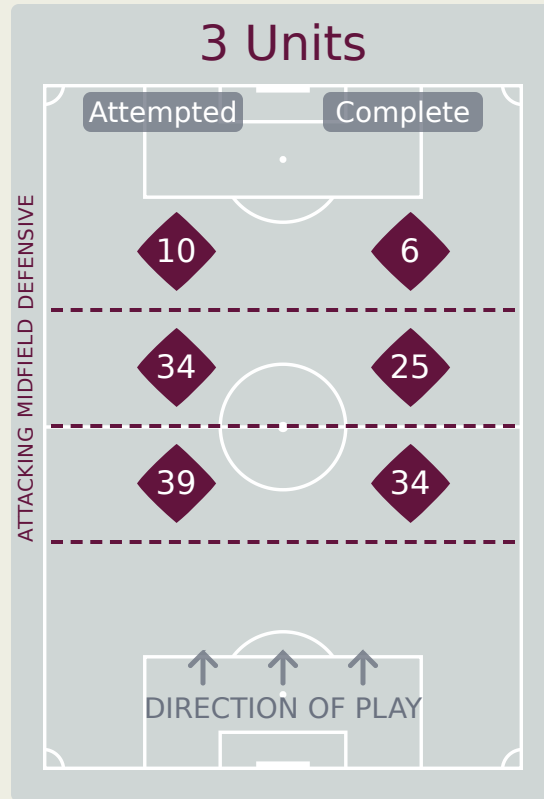 3 Units
Attempted Complete
ATTACKING MIDFIELD DEFENSIVE
10 6
34 25
39 34
DIRECTION OF PLAY